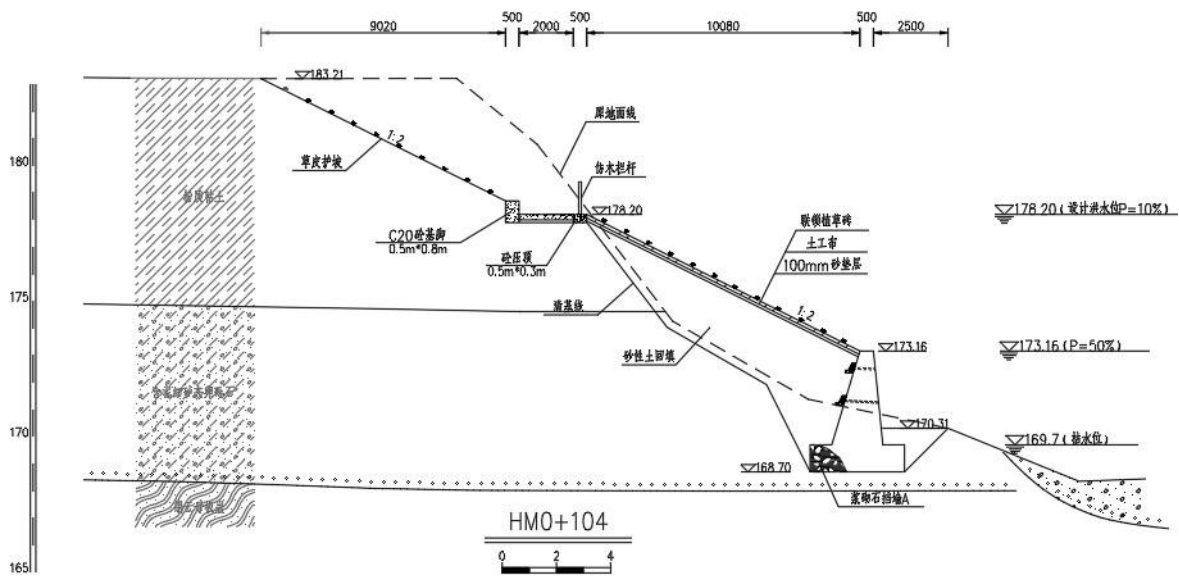 500
500
9020
2000
10080
2500
500
183.21
原地面线
1:2
180
仿木栏杆
草皮护坡
粉质粘土
178.20
178.20(设计洪水位P=10%)
联锁植草砖
C20砼基脚
0.5m*0.8m
土工布
砼压顶
0.5m*0.3m
100mm砂垫层
175
清基线
1:2
砂性土回填
173.16
173.16(P=50%)
170
170.31
169.7(枯水位)
168.70
浆砌石挡墙A
HM0+104
0 2 4
165